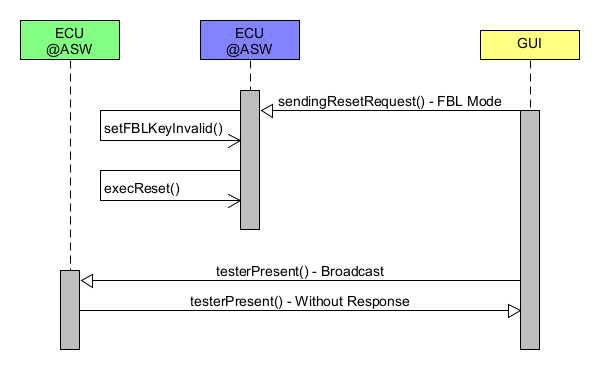 ECU
@ASW
ECU
@ASW
GUI
sendingResetRequest() - FBL Mode
setFBLKeyInvalid()
execReset()
testerPresent() - Broadcast
testerPresent() - Without Response